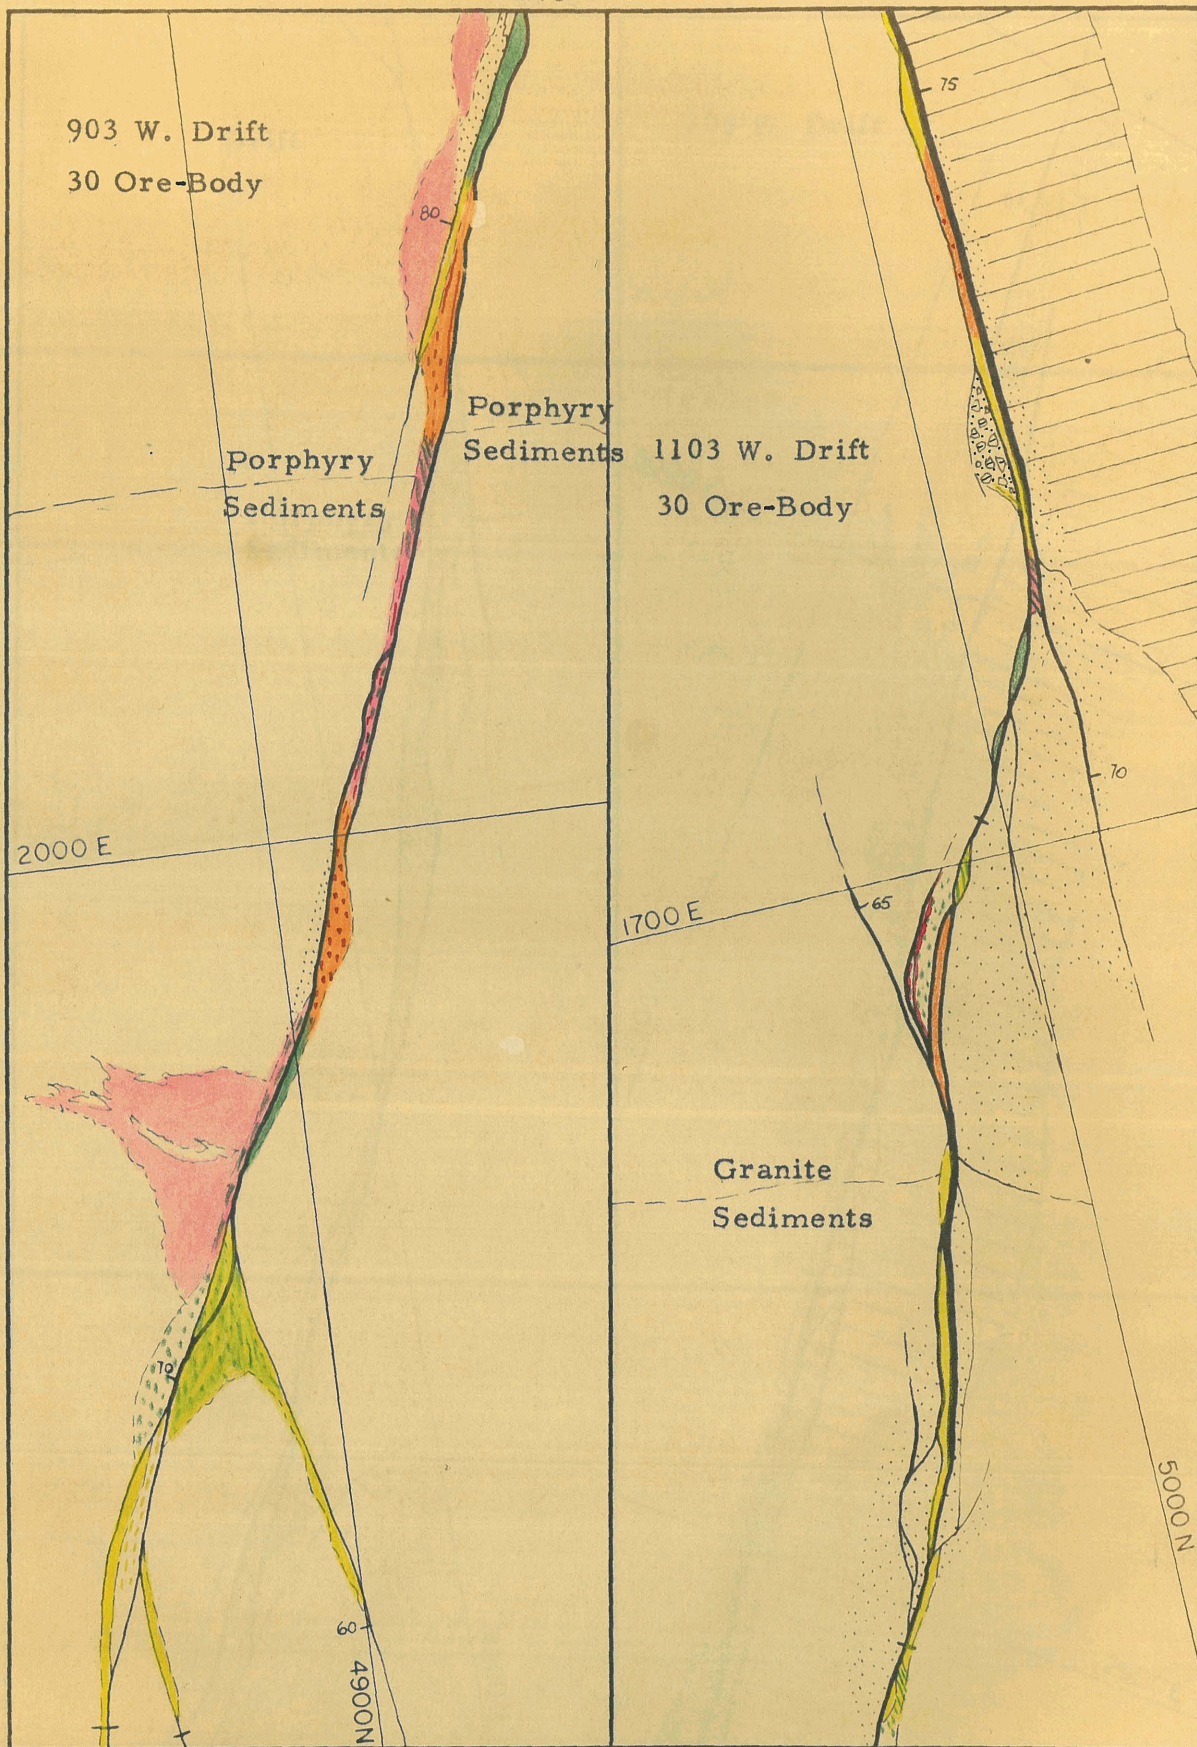 903 W. Drift
30 Ore-Body
80
Porphyry
Sediments
Porphyry
Sediments
2000 E
70
60
4900N
75
1103 W. Drift
30 Ore-Body
70
65
1700 E
Granite
Sediments
5000 N